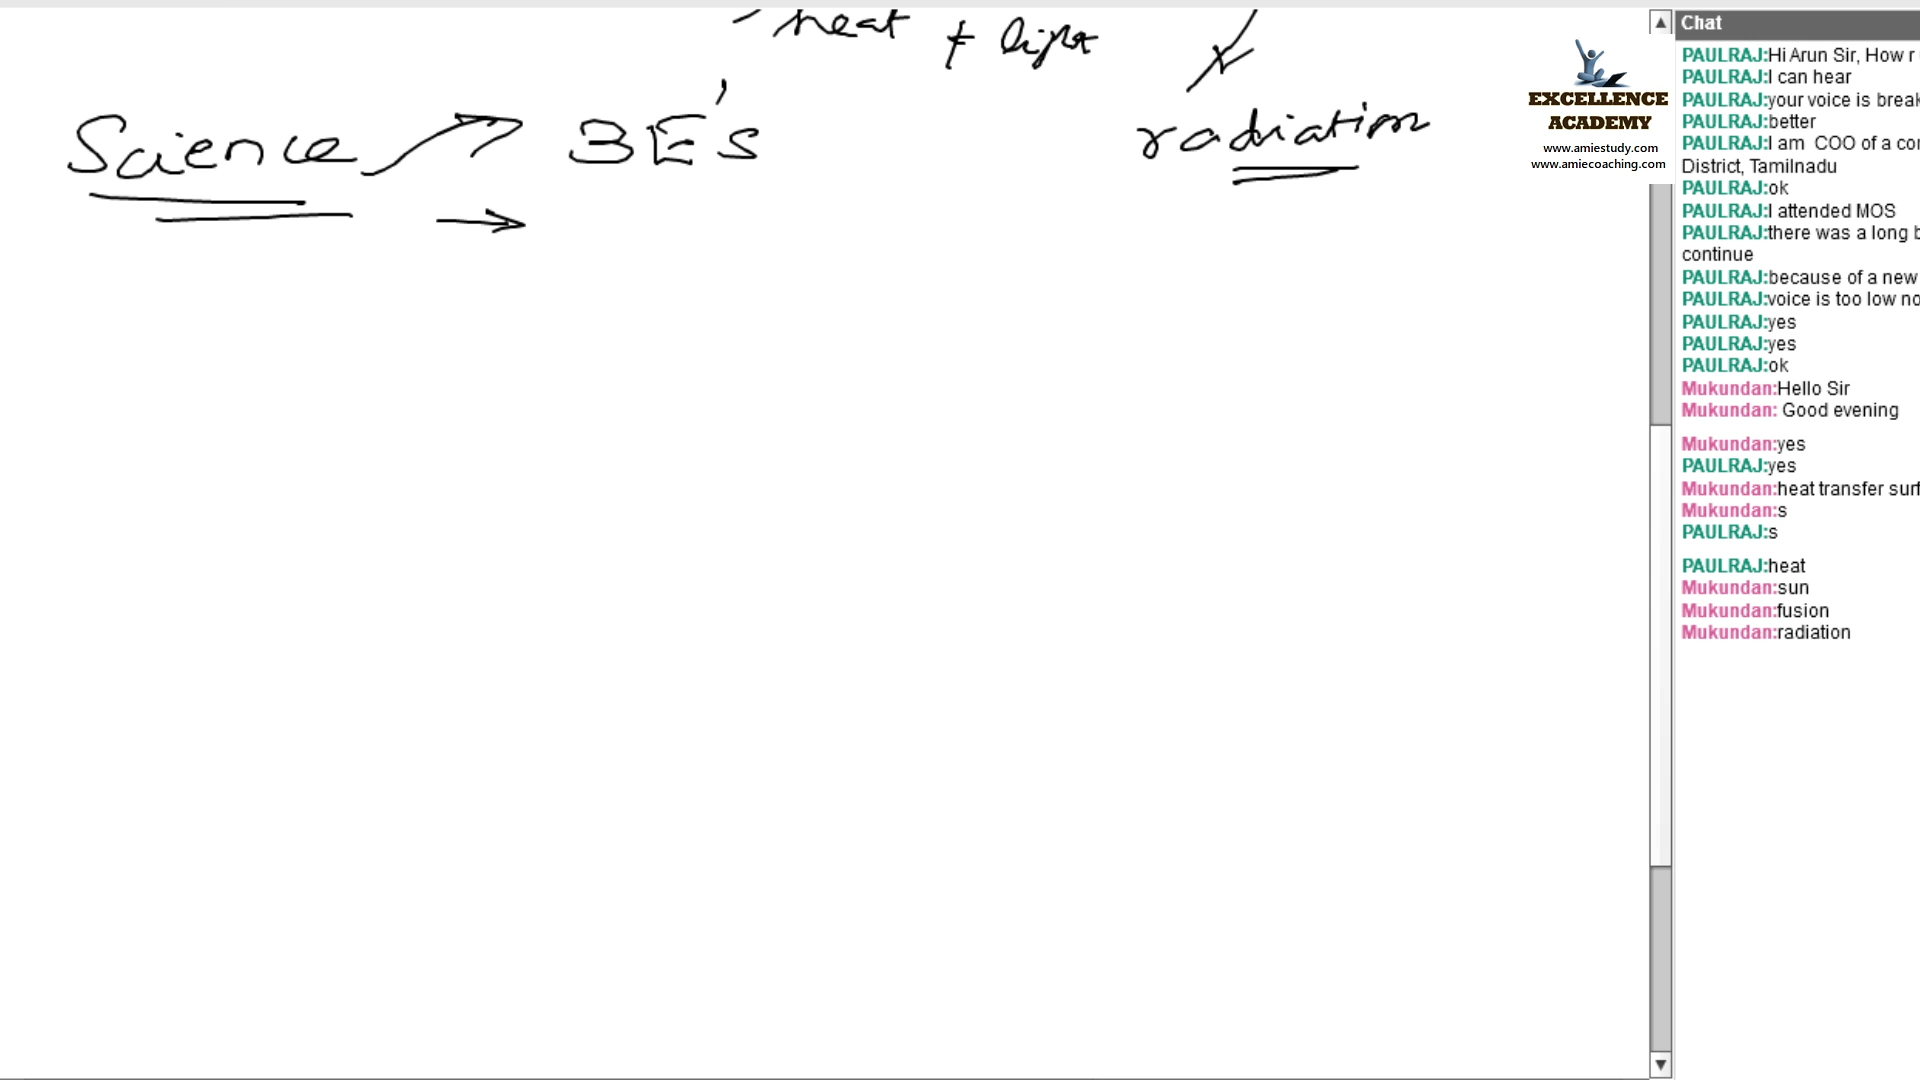 heat + light
Science 3E's
radiation
EXCELLENCE
ACADEMY
www.amiestudy.com
www.amiecoaching.com
Chat
PAULRAJ:Hi Arun Sir, How r
PAULRAJ:I can hear
PAULRAJ:your voice is break
PAULRAJ:better
PAULRAJ:I am COO of a co
District, Tamilnadu
PAULRAJ:ok
PAULRAJ:I attended MOS
PAULRAJ:there was a long b
continue
PAULRAJ:because of a new
PAULRAJ:voice is too low no
PAULRAJ:yes
PAULRAJ:yes
PAULRAJ:ok
Mukundan:Hello Sir
Mukundan: Good evening
Mukundan:yes
PAULRAJ:yes
Mukundan:heat transfer surf
Mukundan:s
PAULRAJ:s
PAULRAJ:heat
Mukundan:sun
Mukundan:fusion
Mukundan:radiation